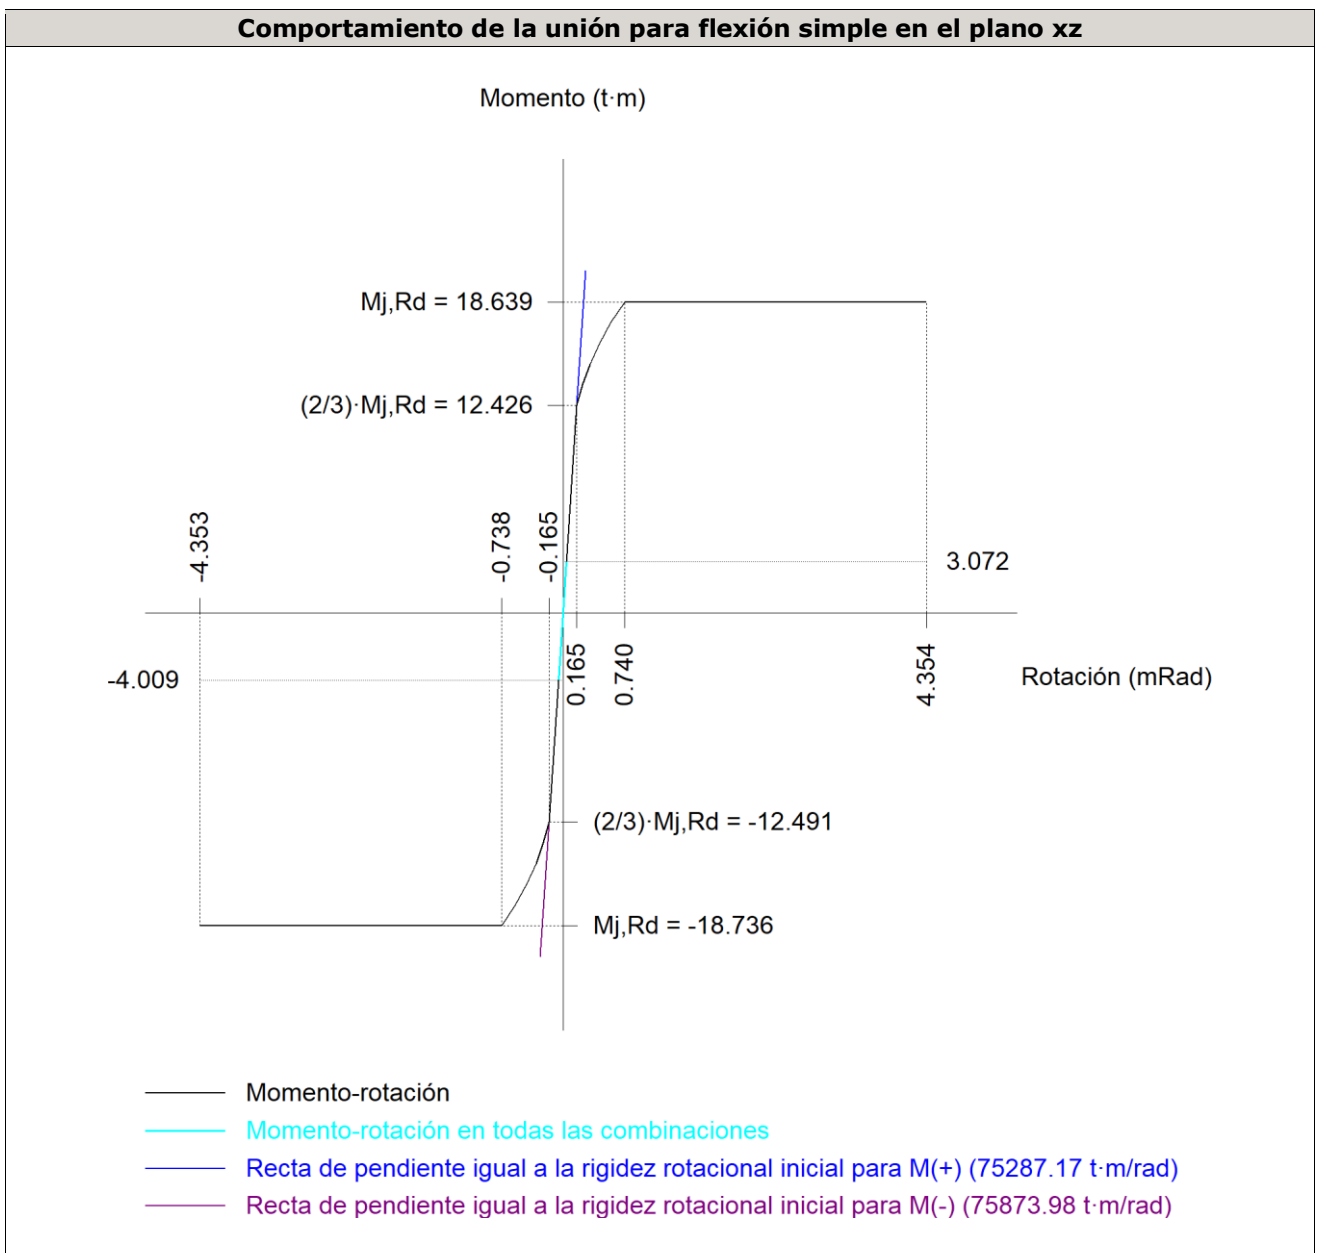 Comportamiento de la unión para flexión simple en el plano xz
Momento (t·m)
Mj,Rd = 18.639
(2/3)·Mj,Rd = 12.426
-4.353
-0.738
-0.165
3.072
0.165
0.740
4.354
-4.009
Rotación (mRad)
(2/3)·Mj,Rd = -12.491
Mj,Rd = -18.736
Momento-rotación
Momento-rotación en todas las combinaciones
Recta de pendiente igual a la rigidez rotacional inicial para M(+) (75287.17 t·m/rad)
Recta de pendiente igual a la rigidez rotacional inicial para M(-) (75873.98 t·m/rad)